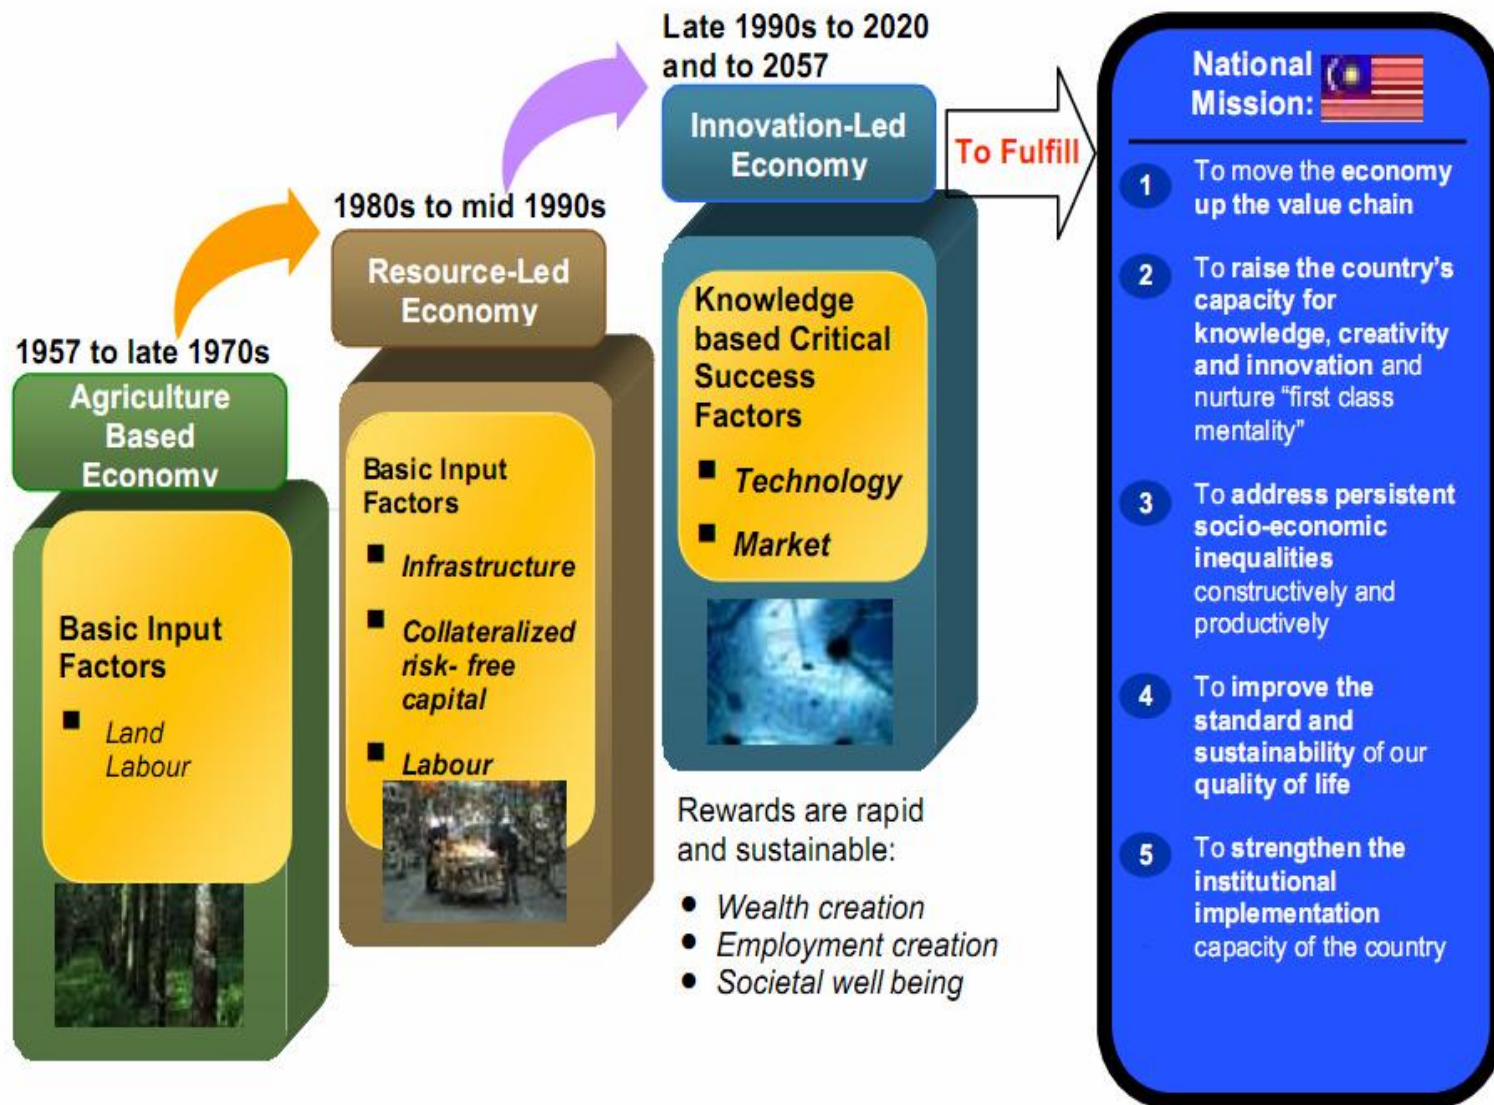 1957 to late 1970s
Agriculture
Based
Economy
Basic Input
Factors
■ Land
Labour
1980s to mid 1990s
Resource-Led
Economy
Basic Input
Factors
■ Infrastructure
■ Collateralized
risk- free
capital
■ Labour
Late 1990s to 2020
and to 2057
Innovation-Led
Economy
Knowledge
based Critical
Success
Factors
■ Technology
■ Market
Rewards are rapid
and sustainable:
● Wealth creation
● Employment creation
● Societal well being
To Fulfill
National
Mission:
1 To move the economy
up the value chain
2 To raise the country's
capacity for
knowledge, creativity
and innovation and
nurture “first class
mentality”
3 To address persistent
socio-economic
inequalities
constructively and
productively
4 To improve the
standard and
sustainability of our
quality of life
5 To strengthen the
institutional
implementation
capacity of the country